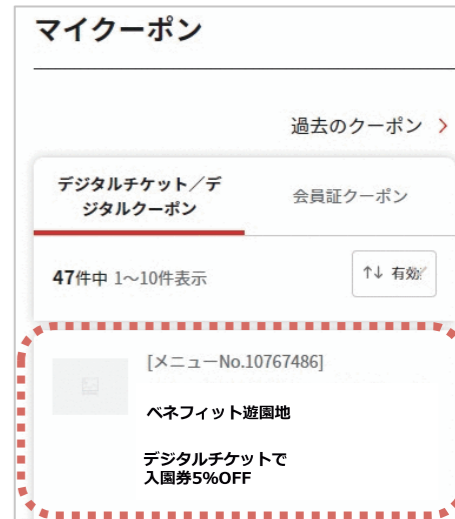 マイクーポン
過去のクーポン >
デジタルチケット／デ
ジタルクーポン
会員証クーポン
47件中 1～10件表示
↑↓ 有効
[メニューNo.10767486]
ベネフィット遊園地
デジタルチケットで
入園券5%OFF